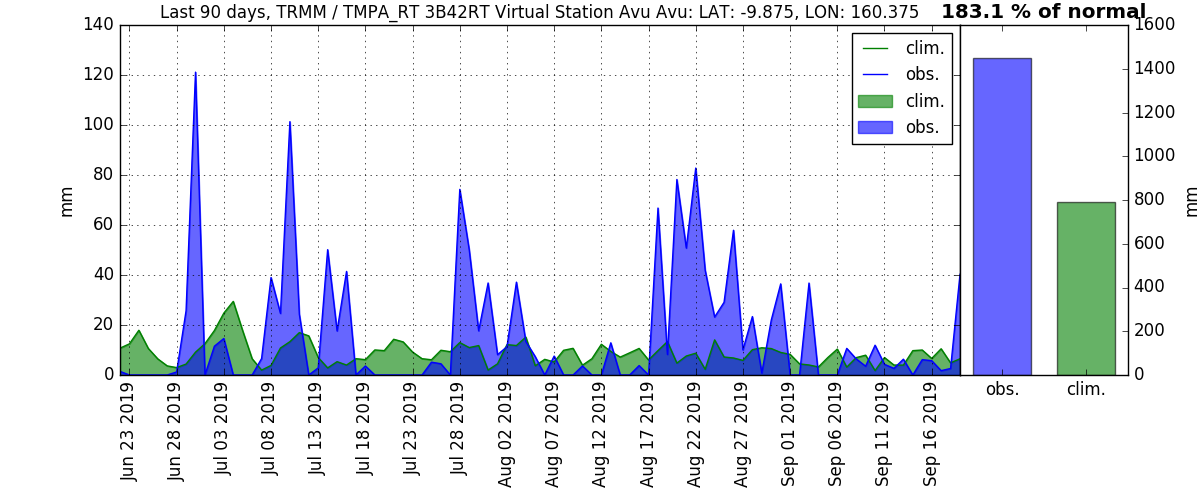 Last 90 days, TRMM / TMPA_RT 3B42RT Virtual Station Avu Avu: LAT: -9.875, LON: 160.375
183.1 % of normal
clim.
obs.
clim.
obs.
mm
140
120
100
80
60
40
20
0
Jun 23 2019
Jun 28 2019
Jul 03 2019
Jul 08 2019
Jul 13 2019
Jul 18 2019
Jul 23 2019
Jul 28 2019
Aug 02 2019
Aug 07 2019
Aug 12 2019
Aug 17 2019
Aug 22 2019
Aug 27 2019
Sep 01 2019
Sep 06 2019
Sep 11 2019
Sep 16 2019
obs.
clim.
1600
1400
1200
1000
800
600
400
200
0
mm